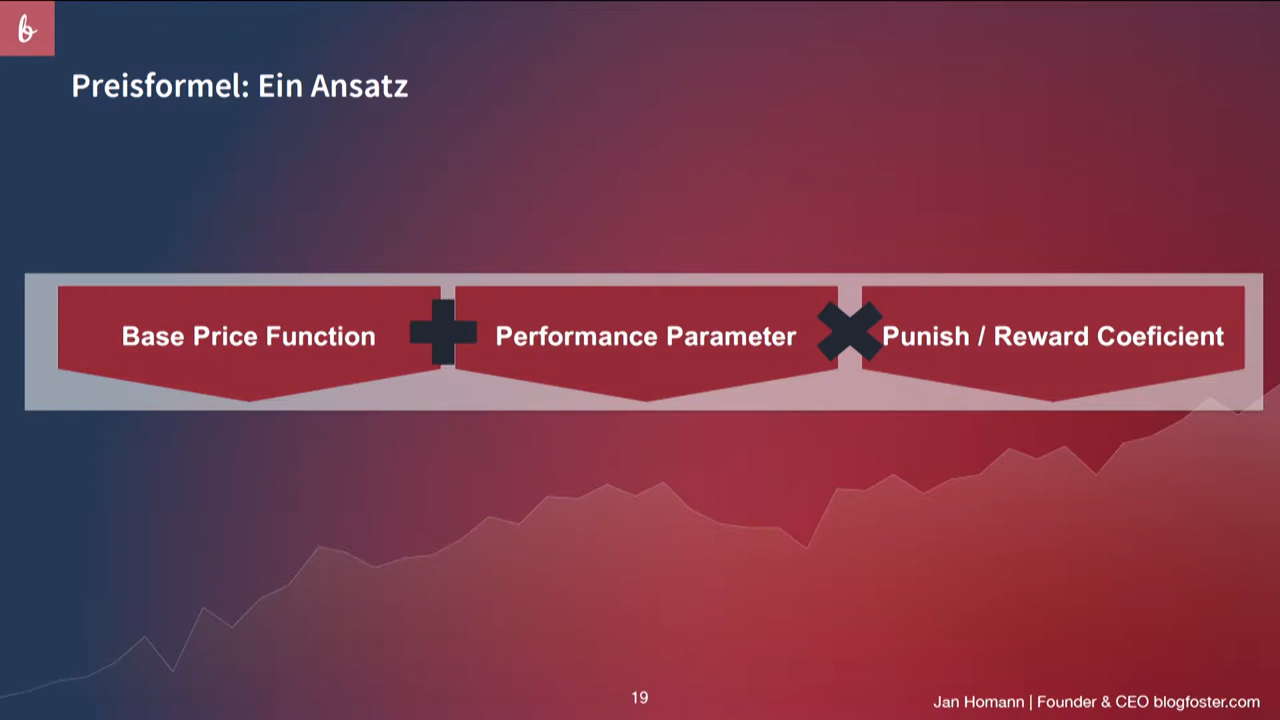 b
Preisformel: Ein Ansatz
Base Price Function
Performance Parameter
Punish / Reward Coeficient
19
Jan Homann | Founder & CEO blogfoster.com